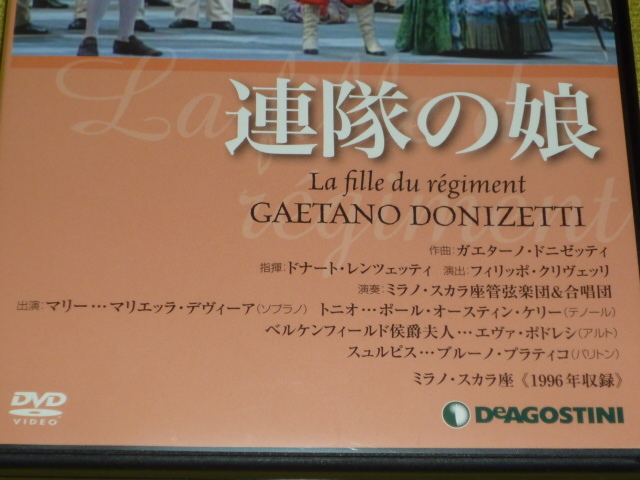 連隊の娘
La fille du régiment
GAETANO DONIZETTI
作曲:ガエターノ・ドニゼッティ
指揮:ドナート・レンツェッティ 演出:フィリッポ・クリヴェッリ
演奏:ミラノ・スカラ座管弦楽団&合唱団
出演:マリー…マリエッラ・デヴィーア(ソプラノ) トニオ…ポール・オースティン・ケリー(テノール)
ベルケンフィールド侯爵夫人…エヴァ・ポドレシ(アルト)
スュルピス…ブルーノ・プラティコ(バリトン)
ミラノ・スカラ座《1996年収録》
DVD
VIDEO
DeAGOSTINI